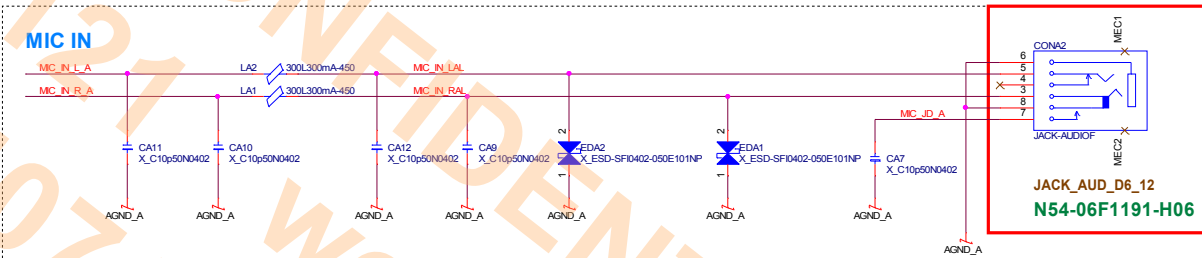 MIC IN
MIC_IN_L_A LA2 300L300mA-450 MIC_IN_LAL
MIC_IN_R_A LA1 300L300mA-450 MIC_IN_RAL
CONA2
MEC1
6
5
4
3
8
7
MIC_JD_A
JACK-AUDIOF
MEC2
CA11
X_C10p50N0402
CA10
X_C10p50N0402
CA12
X_C10p50N0402
CA9
X_C10p50N0402
2
EDA2
X_ESD-SFI0402-050E101NP
1
2
EDA1
X_ESD-SFI0402-050E101NP
1
CA7
X_C10p50N0402
AGND_A
AGND_A
AGND_A
AGND_A
AGND_A
AGND_A
AGND_A
AGND_A
JACK_AUD_D6_12
N54-06F1191-H06